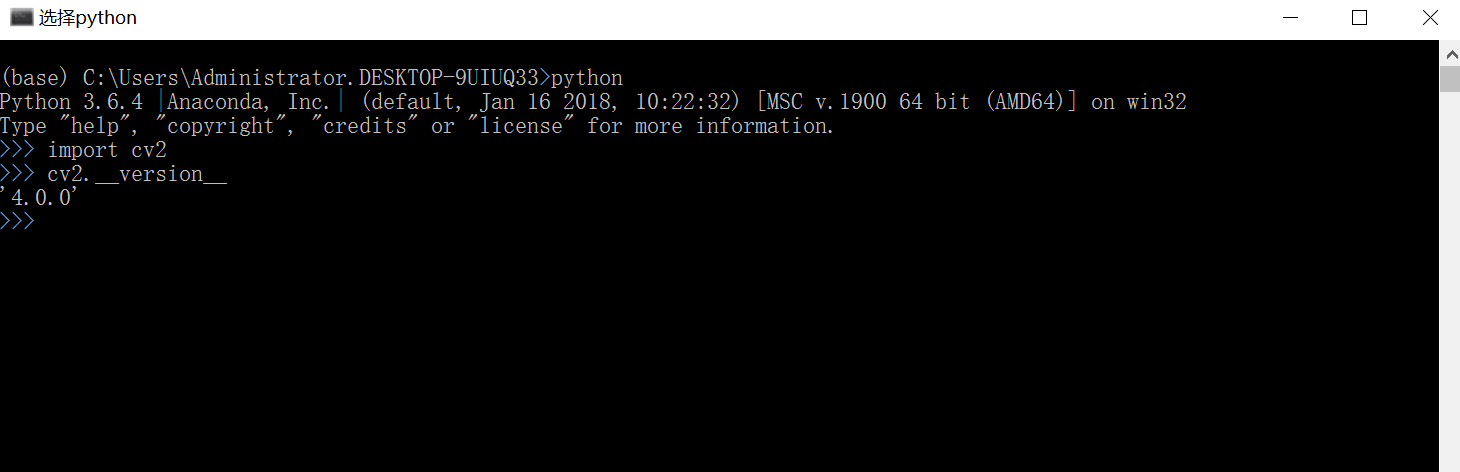 选择python
(base) C:\Users\Administrator.DESKTOP-9UIUQ33>python
Python 3.6.4 |Anaconda, Inc.| (default, Jan 16 2018, 10:22:32) [MSC v.1900 64 bit (AMD64)] on win32
Type "help", "copyright", "credits" or "license" for more information.
>>> import cv2
>>> cv2.__version__
'4.0.0'
>>>